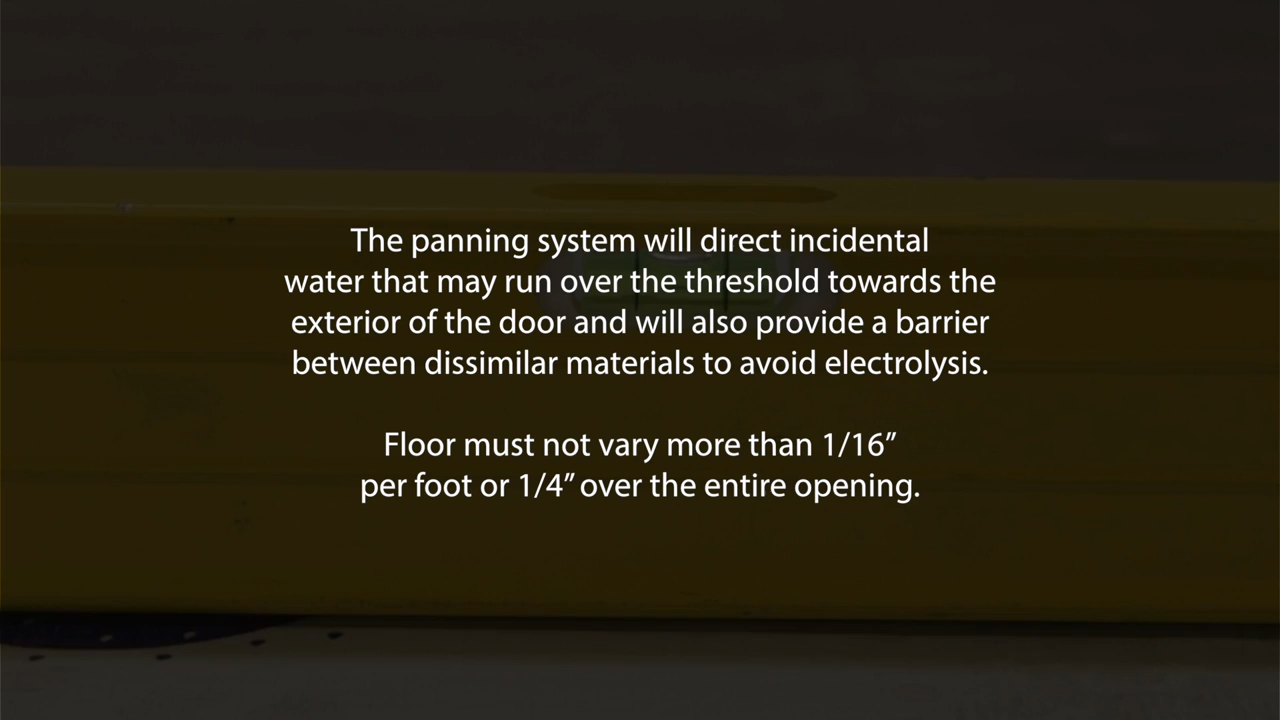 The panning system will direct incidental
water that may run over the threshold towards the
exterior of the door and will also provide a barrier
between dissimilar materials to avoid electrolysis.
Floor must not vary more than 1/16”
per foot or 1/4” over the entire opening.